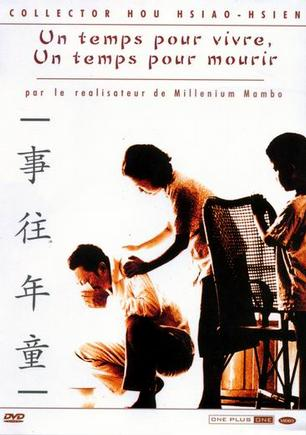 COLLECTOR HOU HSIAO-HSIEN
Un temps pour vivre,
Un temps pour mourir
par le realisateur de Millenium Mambo
事
往
年
童
DVD
ONE PLUS ONE
VIDEO